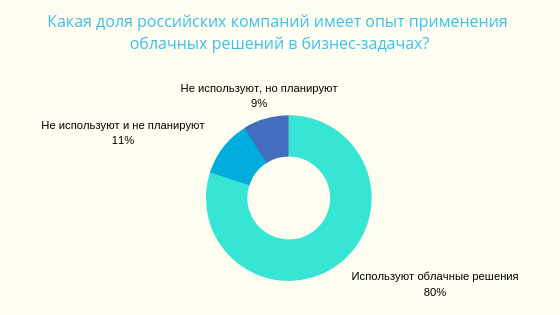 Какая доля российских компаний имеет опыт применения
облачных решений в бизнес-задачах?
Не используют, но планируют
9%
Не используют и не планируют
11%
Используют облачные решения
80%